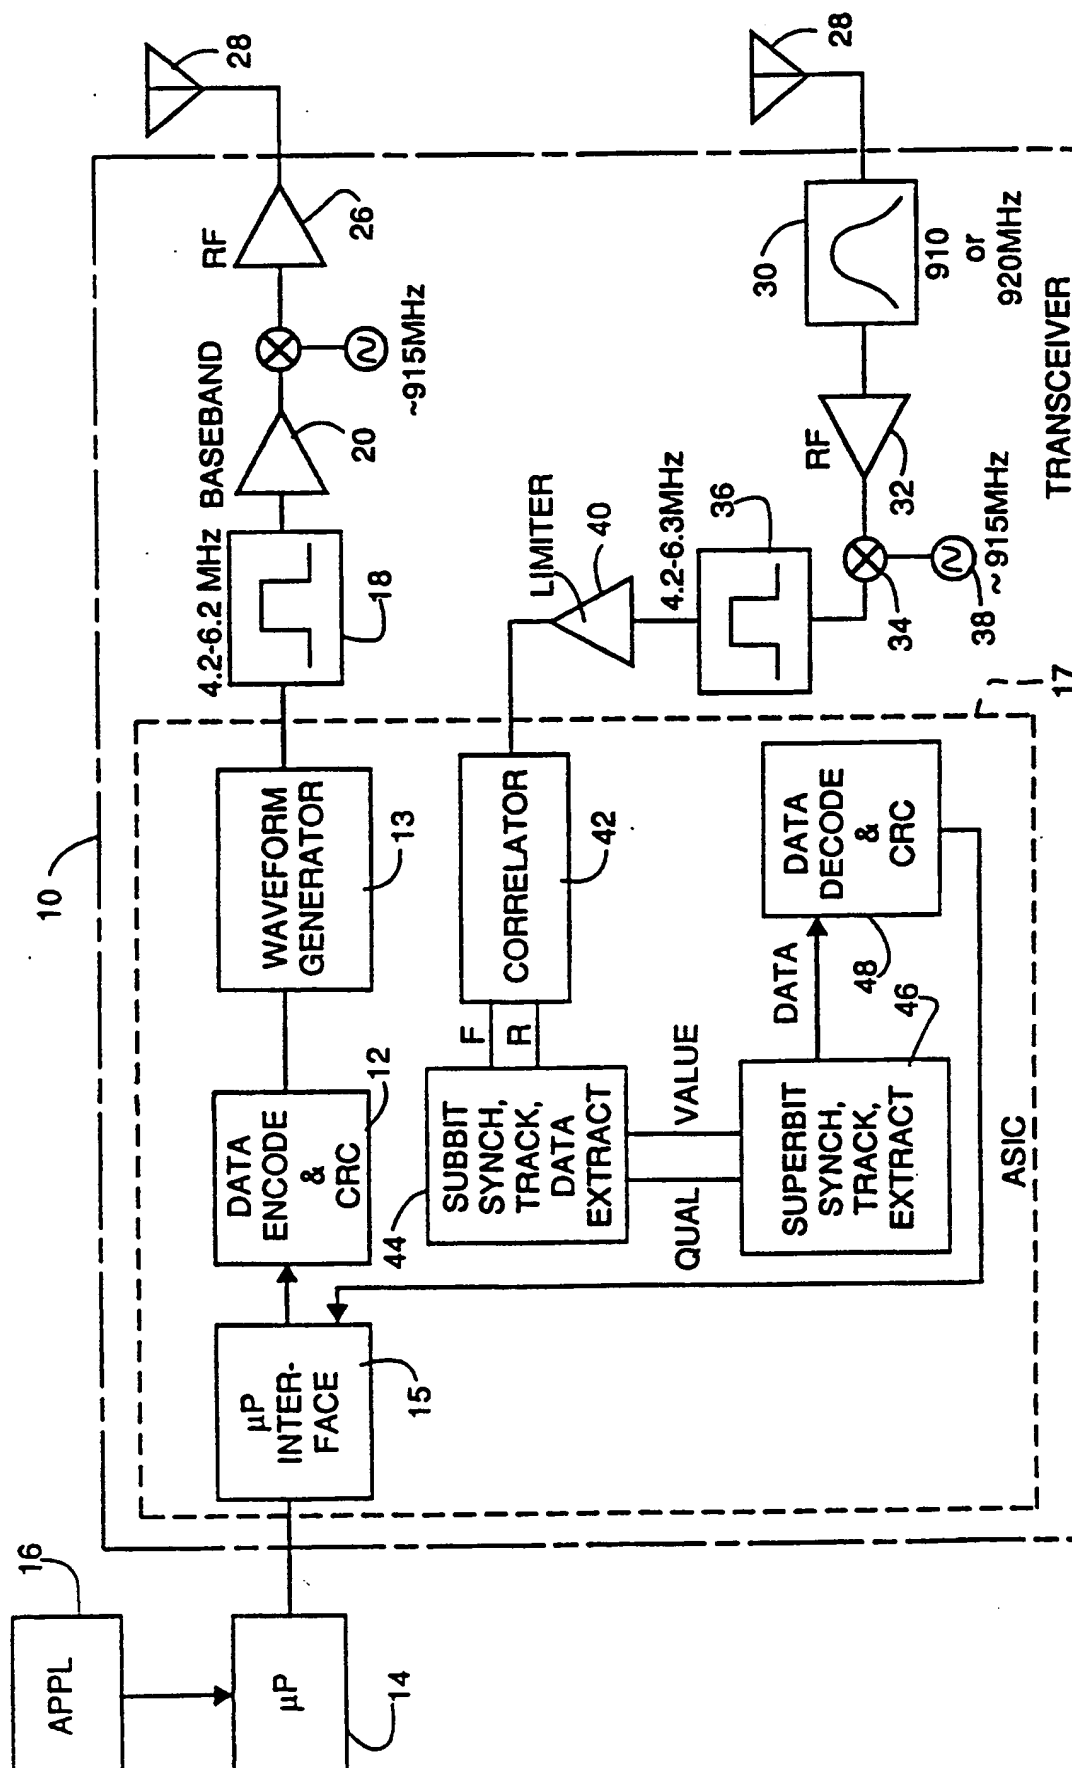 10
28
RF
26
BASEBAND
20
~915MHz
4.2-6.2 MHz
18
WAVEFORM
GENERATOR
13
DATA
ENCODE
&
CRC
12
µP
INTER-
FACE
15
APPL
16
µP
14
28
30
910
or
920MHz
RF
32
34
38
~915MHz
4.2-6.3MHz
36
LIMITER
40
CORRELATOR
42
F
R
SUBBIT
SYNCH,
TRACK,
DATA
EXTRACT
44
QUAL
VALUE
SUPERBIT
SYNCH,
TRACK,
EXTRACT
46
DATA
DATA
DECODE
&
CRC
48
ASIC
17
TRANSCEIVER